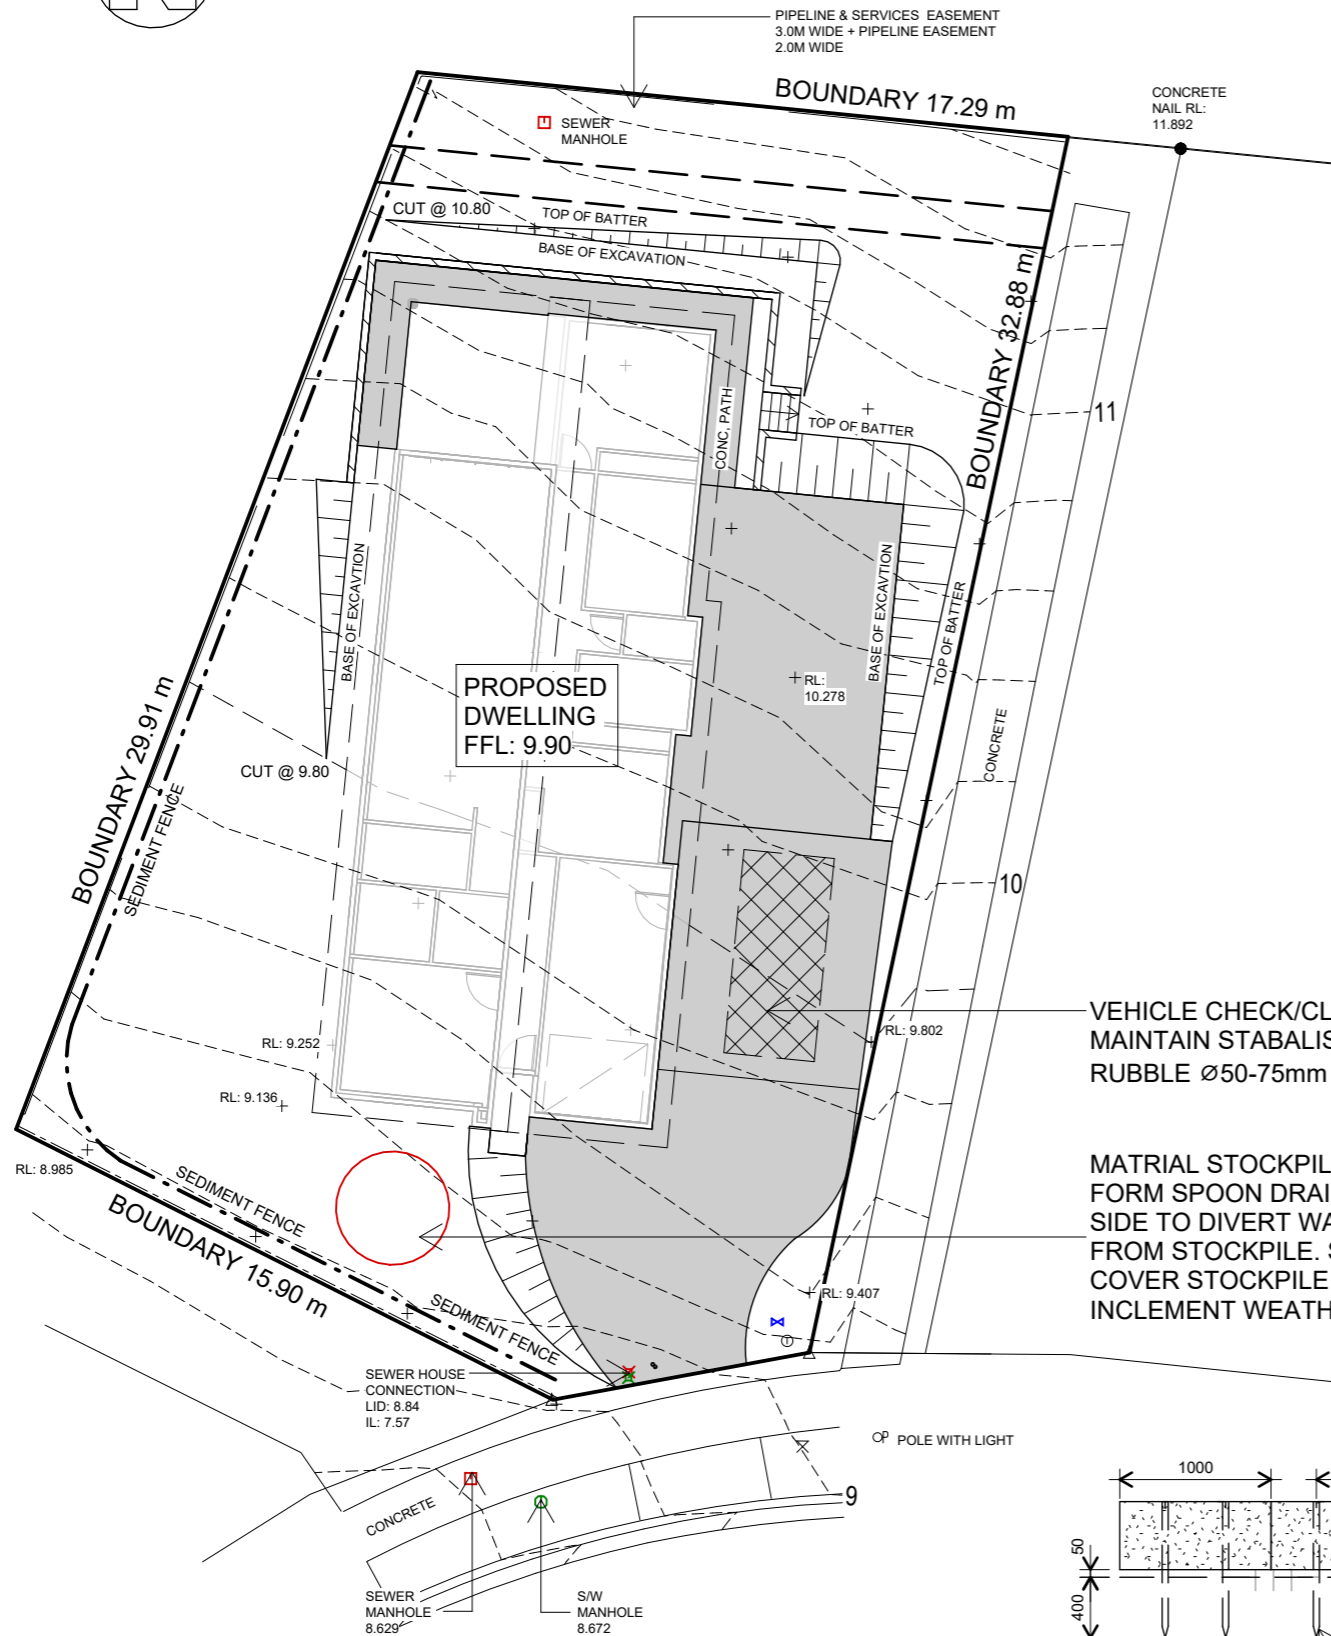 PIPELINE & SERVICES EASEMENT
3.0M WIDE + PIPELINE EASEMENT
2.0M WIDE
BOUNDARY 17.29 m
CONCRETE
NAIL RL:
11.892
SEWER
MANHOLE
CUT @ 10.80
TOP OF BATTER
BASE OF EXCAVATION
BOUNDARY 32.88 m
CONC. PATH
TOP OF BATTER
11
BASE OF EXCAVTION
BASE OF EXCAVTION
TOP OF BATTER
RL:
10.278
PROPOSED
DWELLING
FFL: 9.90
CONCRETE
CUT @ 9.80
BOUNDARY 29.91 m
SEDIMENT FENCE
10
VEHICLE CHECK/CL
MAINTAIN STABALIS
RUBBLE Ø50-75mm
RL: 9.802
RL: 9.252
RL: 9.136
RL: 8.985
MATRIAL STOCKPIL
FORM SPOON DRAI
SIDE TO DIVERT WA
FROM STOCKPILE. S
COVER STOCKPILE
INCLEMENT WEATH
SEDIMENT FENCE
BOUNDARY 15.90 m
SEDIMENT FENCE
RL: 9.407
SEWER HOUSE
CONNECTION
LID: 8.84
IL: 7.57
POLE WITH LIGHT
9
CONCRETE
1000
50
400
SEWER
MANHOLE
8.629
S/W
MANHOLE
8.672